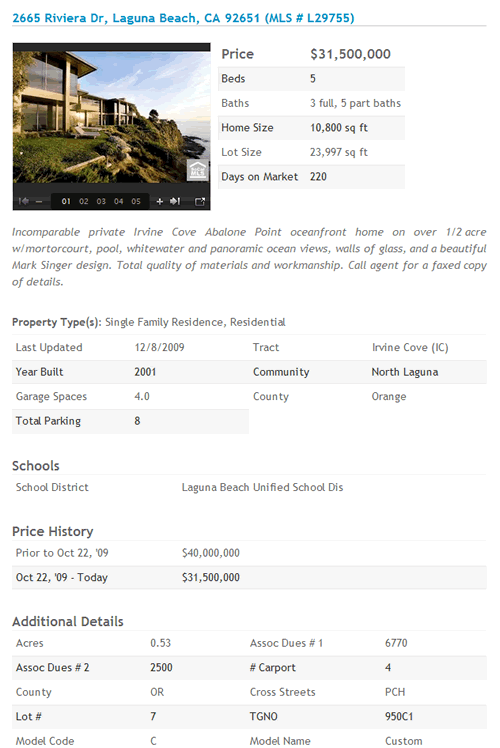 2665 Riviera Dr, Laguna Beach, CA 92651 (MLS # L29755)
Price $31,500,000
Beds 5
Baths 3 full, 5 part baths
Home Size 10,800 sq ft
Lot Size 23,997 sq ft
Days on Market 220
MLS
01 02 03 04 05
Incomparable private Irvine Cove Abalone Point oceanfront home on over 1/2 acre
w/mortorcourt, pool, whitewater and panoramic ocean views, walls of glass, and a beautiful
Mark Singer design. Total quality of materials and workmanship. Call agent for a faxed copy
of details.
Property Type(s): Single Family Residence, Residential
Last Updated 12/8/2009 Tract Irvine Cove (IC)
Year Built 2001 Community North Laguna
Garage Spaces 4.0 County Orange
Total Parking 8
Schools
School District Laguna Beach Unified School Dis
Price History
Prior to Oct 22, '09 $40,000,000
Oct 22, '09 - Today $31,500,000
Additional Details
Acres 0.53 Assoc Dues # 1 6770
Assoc Dues # 2 2500 # Carport 4
County OR Cross Streets PCH
Lot # 7 TGNO 950C1
Model Code C Model Name Custom